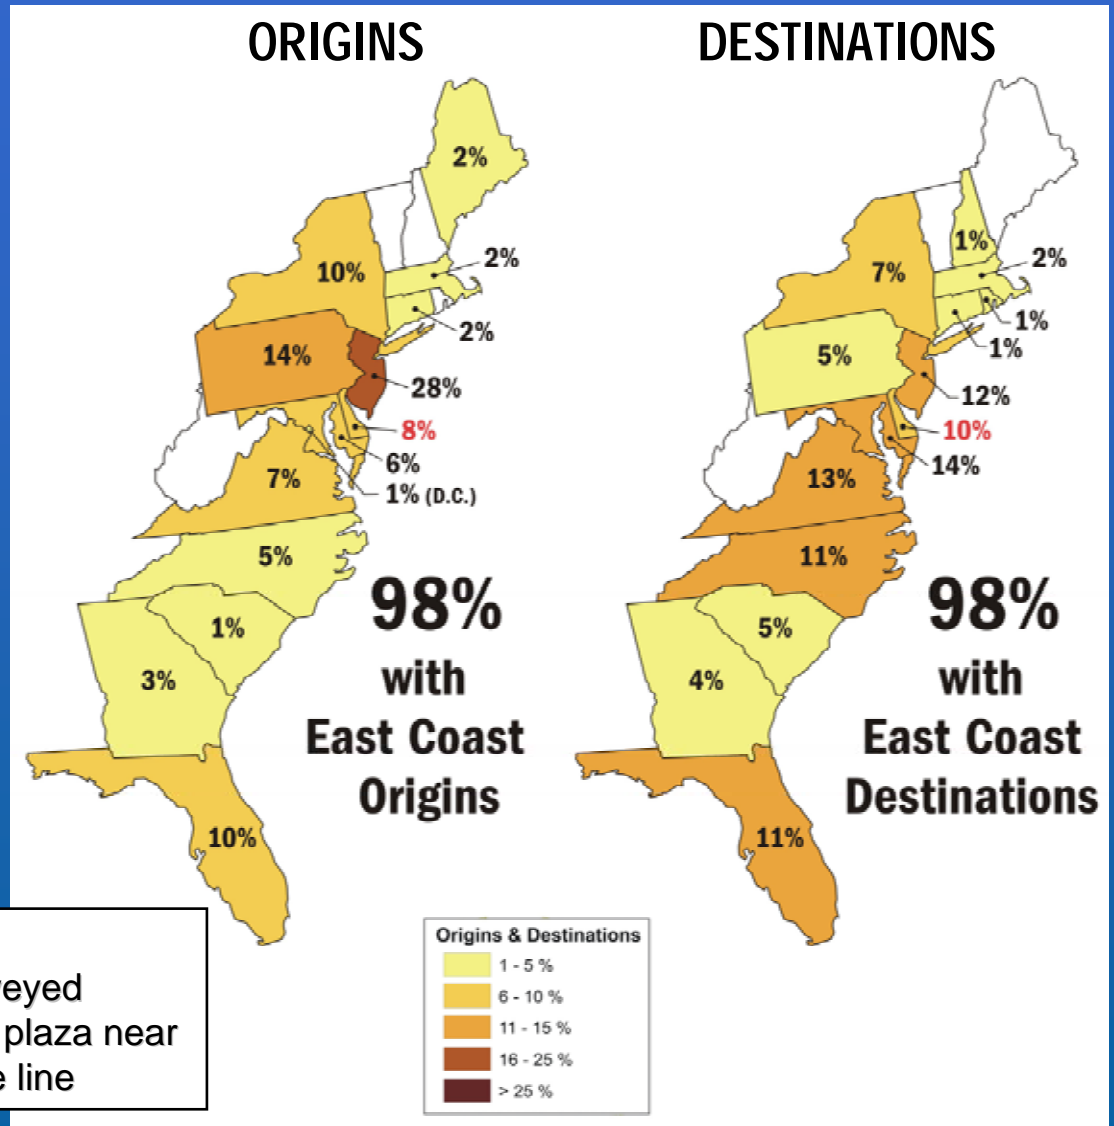 ORIGINS
2%
2%
10%
2%
14%
28%
8%
6%
7%
1% (D.C.)
5%
98%
with
East Coast
Origins
1%
3%
10%
DESTINATIONS
1%
2%
7%
1%
1%
5%
12%
10%
14%
13%
11%
98%
with
East Coast
Destinations
5%
4%
11%
plaza near
line
Origins & Destinations
1 - 5 %
6 - 10 %
11 - 15 %
16 - 25 %
> 25 %